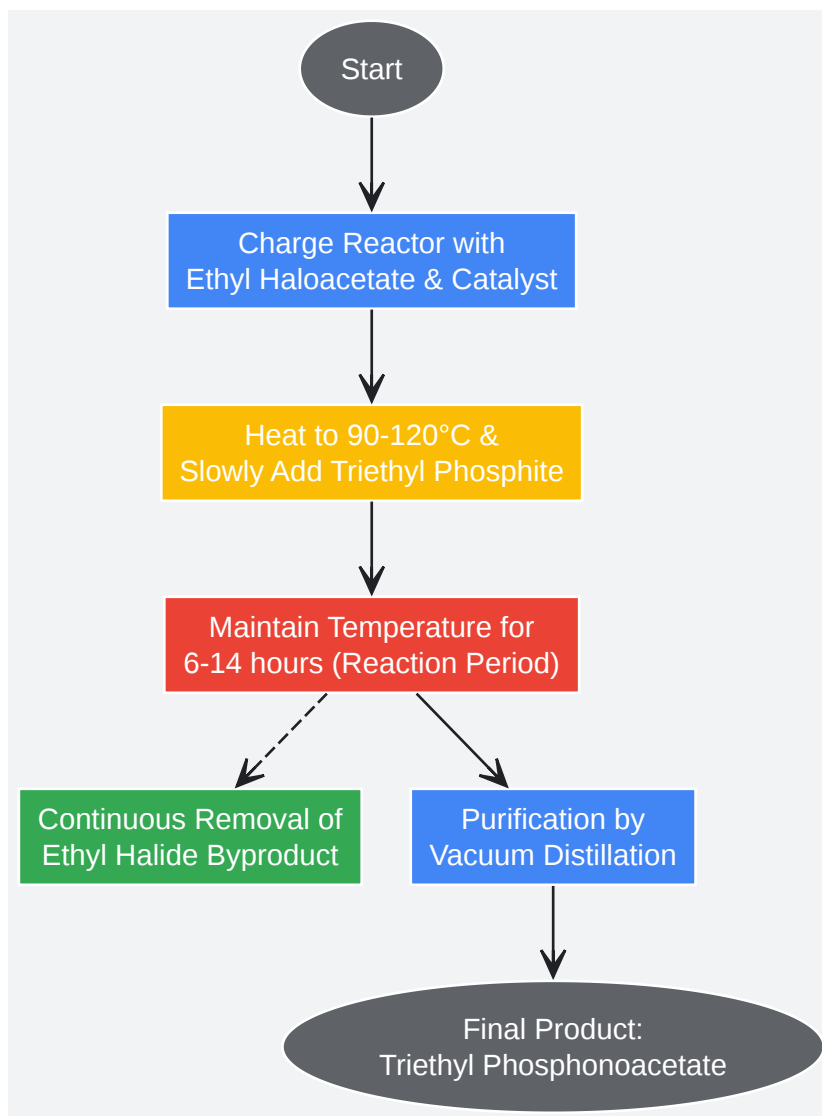 Start
Charge Reactor with
Ethyl Haloacetate & Catalyst
Heat to 90-120°C &
Slowly Add Triethyl Phosphite
Maintain Temperature for
6-14 hours (Reaction Period)
Continuous Removal of
Ethyl Halide Byproduct
Purification by
Vacuum Distillation
Final Product:
Triethyl Phosphonoacetate